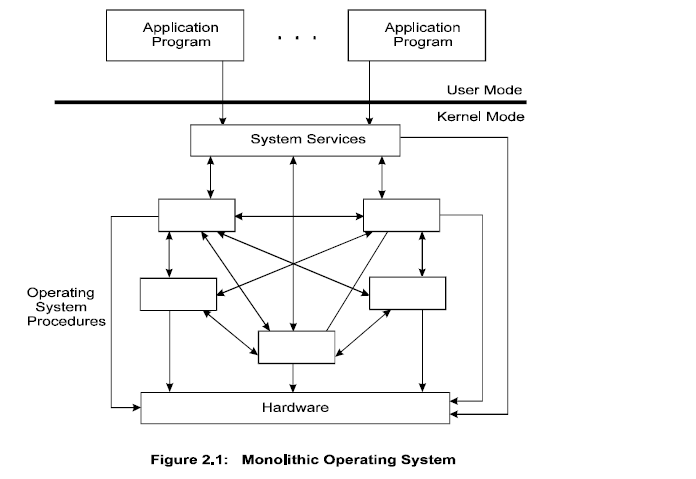 Application
Program
. . .
Application
Program
User Mode
Kernel Mode
System Services
Operating
System
Procedures
Hardware
Figure 2.1: Monolithic Operating System